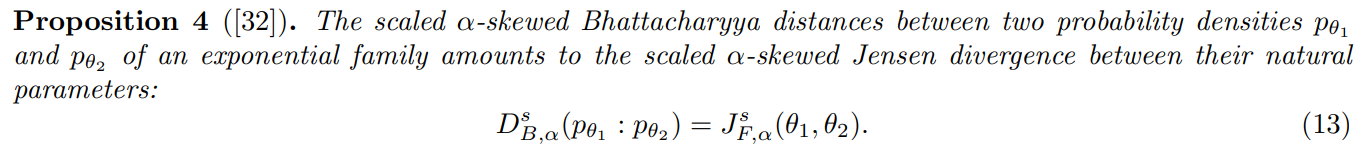 Proposition 4 ([32]). The scaled α-skewed Bhattacharyya distances between two probability densities p_{θ_1}
and p_{θ_2} of an exponential family amounts to the scaled α-skewed Jensen divergence between their natural
parameters:
D^s_{B,α}(p_{θ_1} : p_{θ_2}) = J^s_{F,α}(θ_1, θ_2). (13)